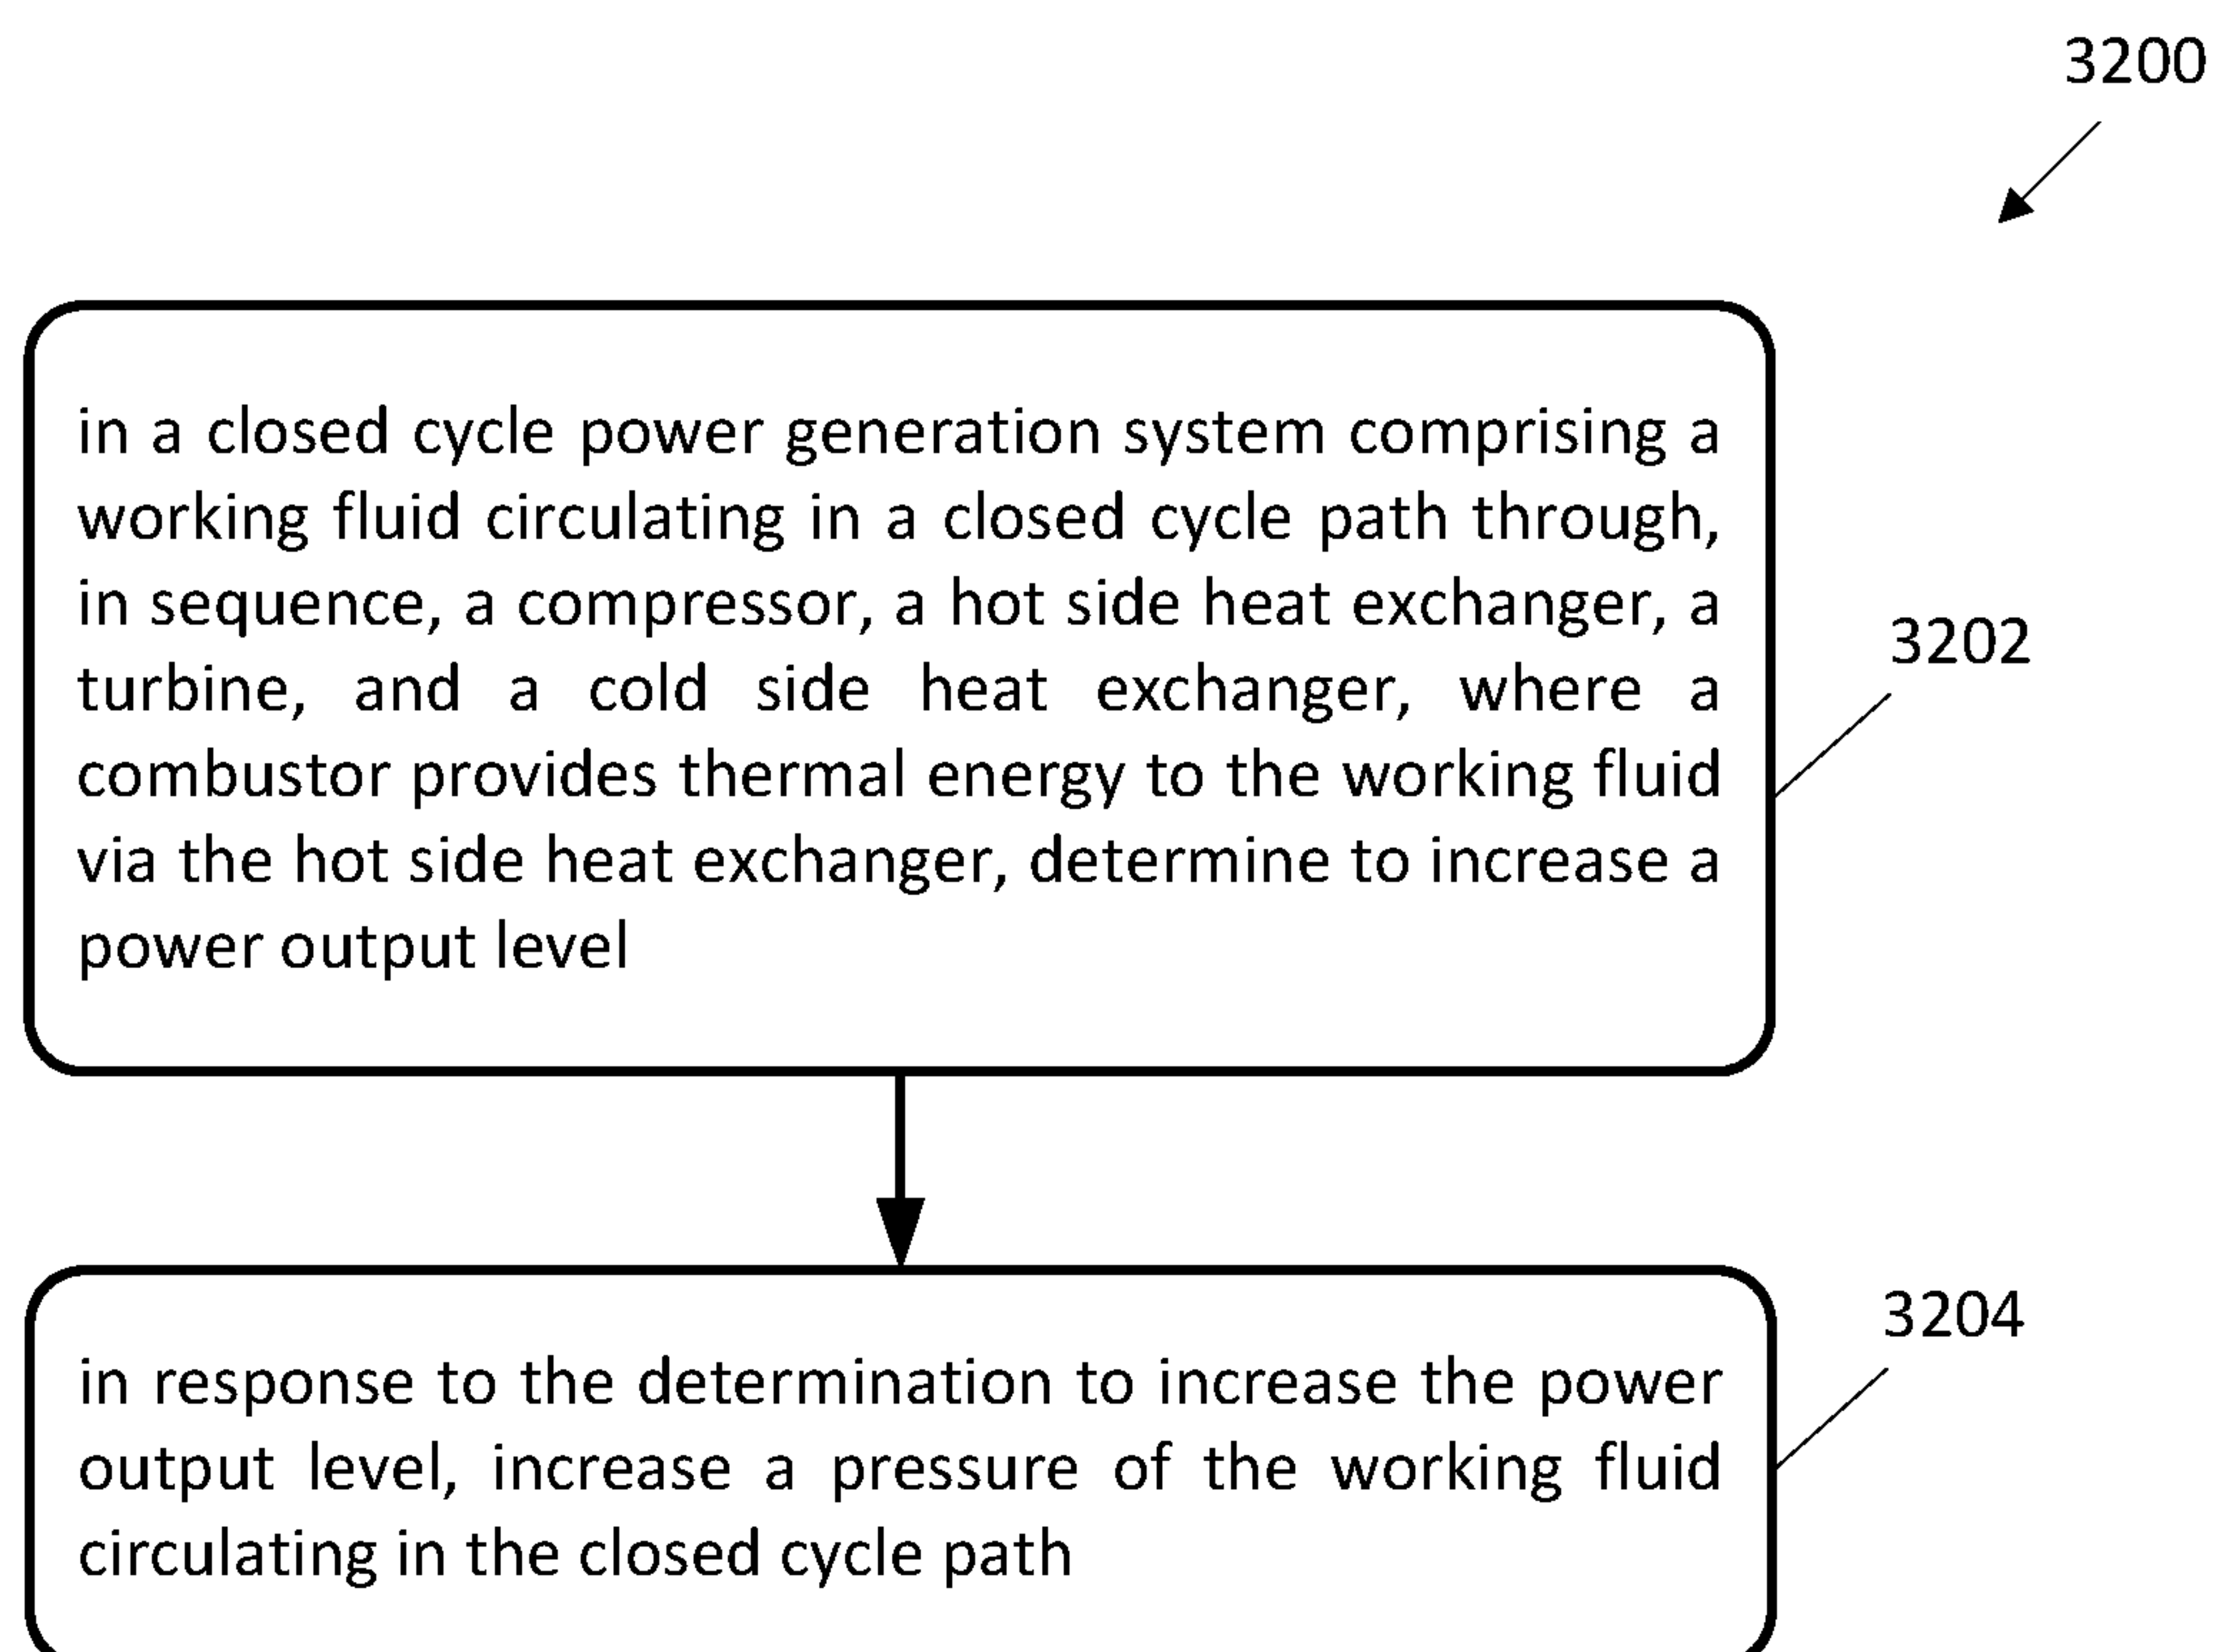 3200
in a closed cycle power generation system comprising a
working fluid circulating in a closed cycle path through,
in sequence, a compressor, a hot side heat exchanger, a
turbine, and a cold side heat exchanger, where a
combustor provides thermal energy to the working fluid
via the hot side heat exchanger, determine to increase a
power output level
3202
3204
in response to the determination to increase the power
output level, increase a pressure of the working fluid
circulating in the closed cycle path